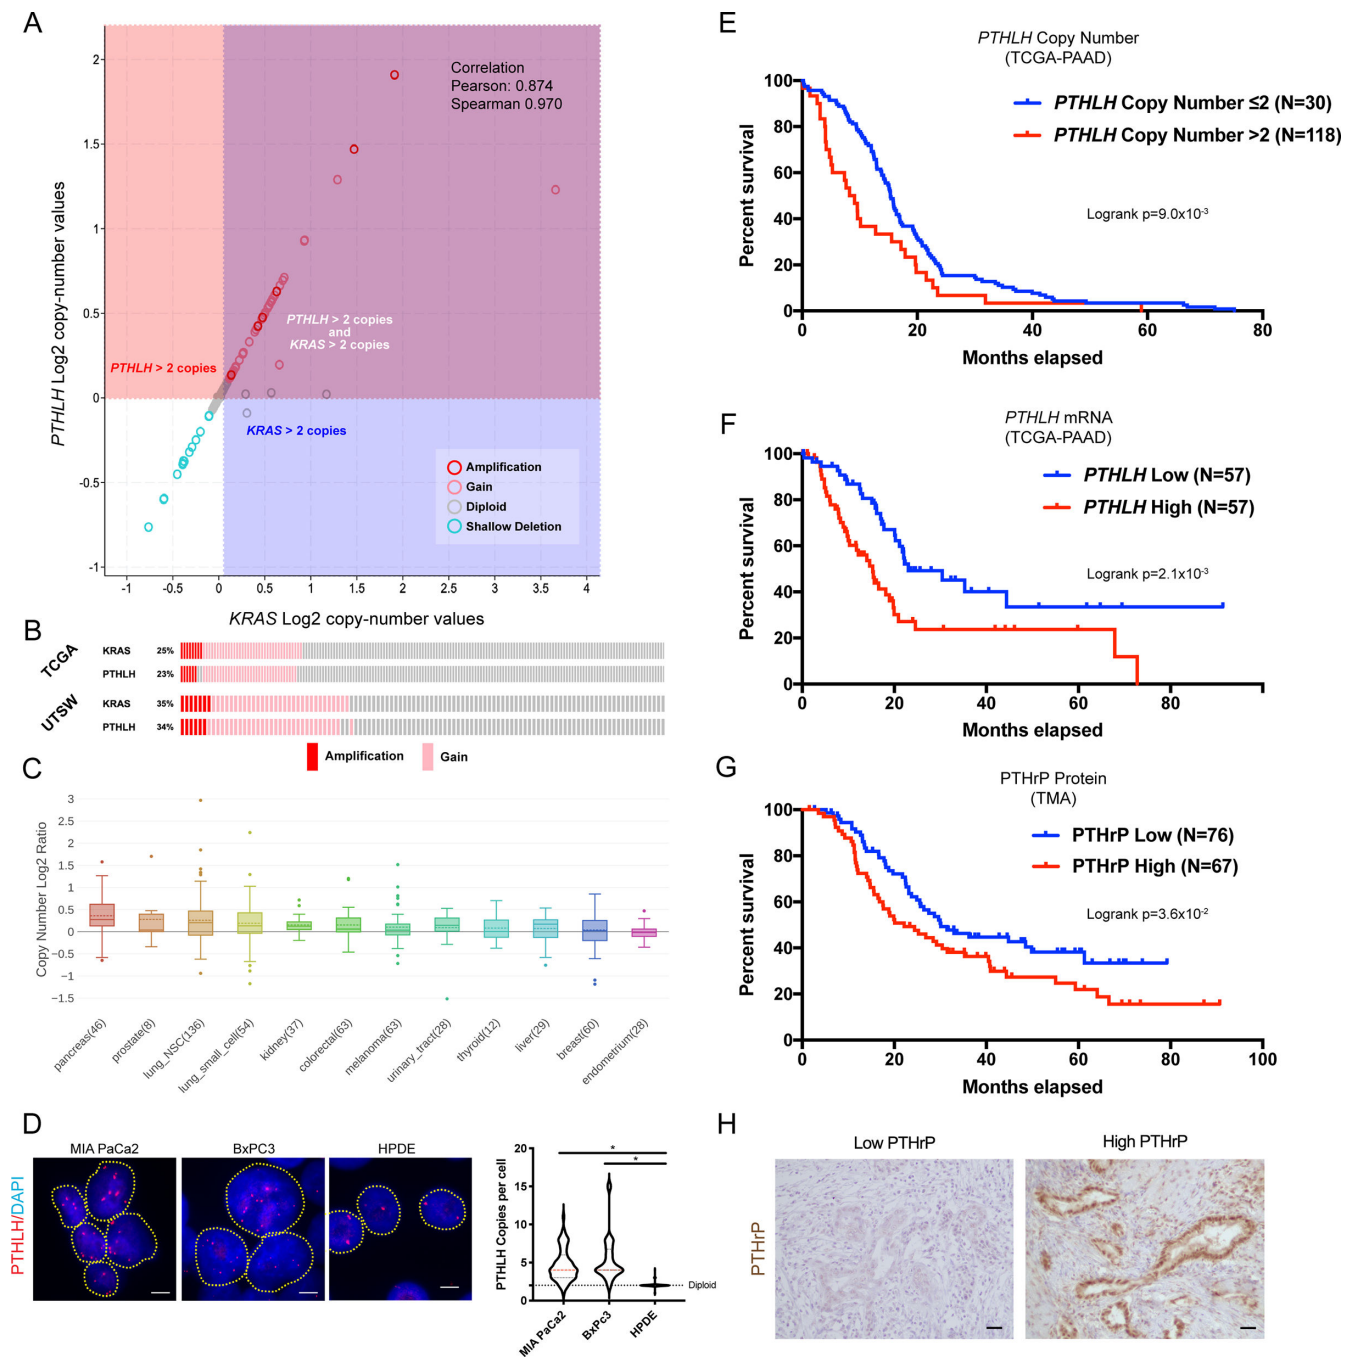 A
PTHLH Log2 copy-number values
2
1.5
1
0.5
0
-0.5
-1
Correlation
Pearson: 0.874
Spearman 0.970
PTHLH > 2 copies
and
KRAS > 2 copies
PTHLH > 2 copies
KRAS > 2 copies
Amplification
Gain
Diploid
Shallow Deletion
-1 -0.5 0 0.5 1 1.5 2 2.5 3 3.5 4
KRAS Log2 copy-number values
B
TCGA
KRAS 25%
PTHLH 23%
UTSW
KRAS 35%
PTHLH 34%
Amplification Gain
C
Copy Number Log2 Ratio
3
2.5
2
1.5
1
0.5
0
−0.5
−1
−1.5
pancreas(46)
prostate(8)
lung_NSC(136)
lung_small_cell(54)
kidney(37)
colorectal(63)
melanoma(63)
urinary_tract(28)
thyroid(12)
liver(29)
breast(60)
endometrium(28)
D
MIA PaCa2 BxPC3 HPDE
PTHLH/DAPI
PTHLH Copies per cell
20
15
10
5
0
* 
*
Diploid
MIA PaCa2
BxPc3
HPDE
E
PTHLH Copy Number
(TCGA-PAAD)
Percent survival
100
80
60
40
20
0
PTHLH Copy Number ≤2 (N=30)
PTHLH Copy Number >2 (N=118)
Logrank p=9.0x10-3
0 20 40 60 80
Months elapsed
F
PTHLH mRNA
(TCGA-PAAD)
Percent survival
100
80
60
40
20
0
PTHLH Low (N=57)
PTHLH High (N=57)
Logrank p=2.1x10-3
0 20 40 60 80 100
Months elapsed
G
PTHrP Protein
(TMA)
Percent survival
100
80
60
40
20
0
PTHrP Low (N=76)
PTHrP High (N=67)
Logrank p=3.6x10-2
0 20 40 60 80 100
Months elapsed
H
Low PTHrP High PTHrP
PTHrP